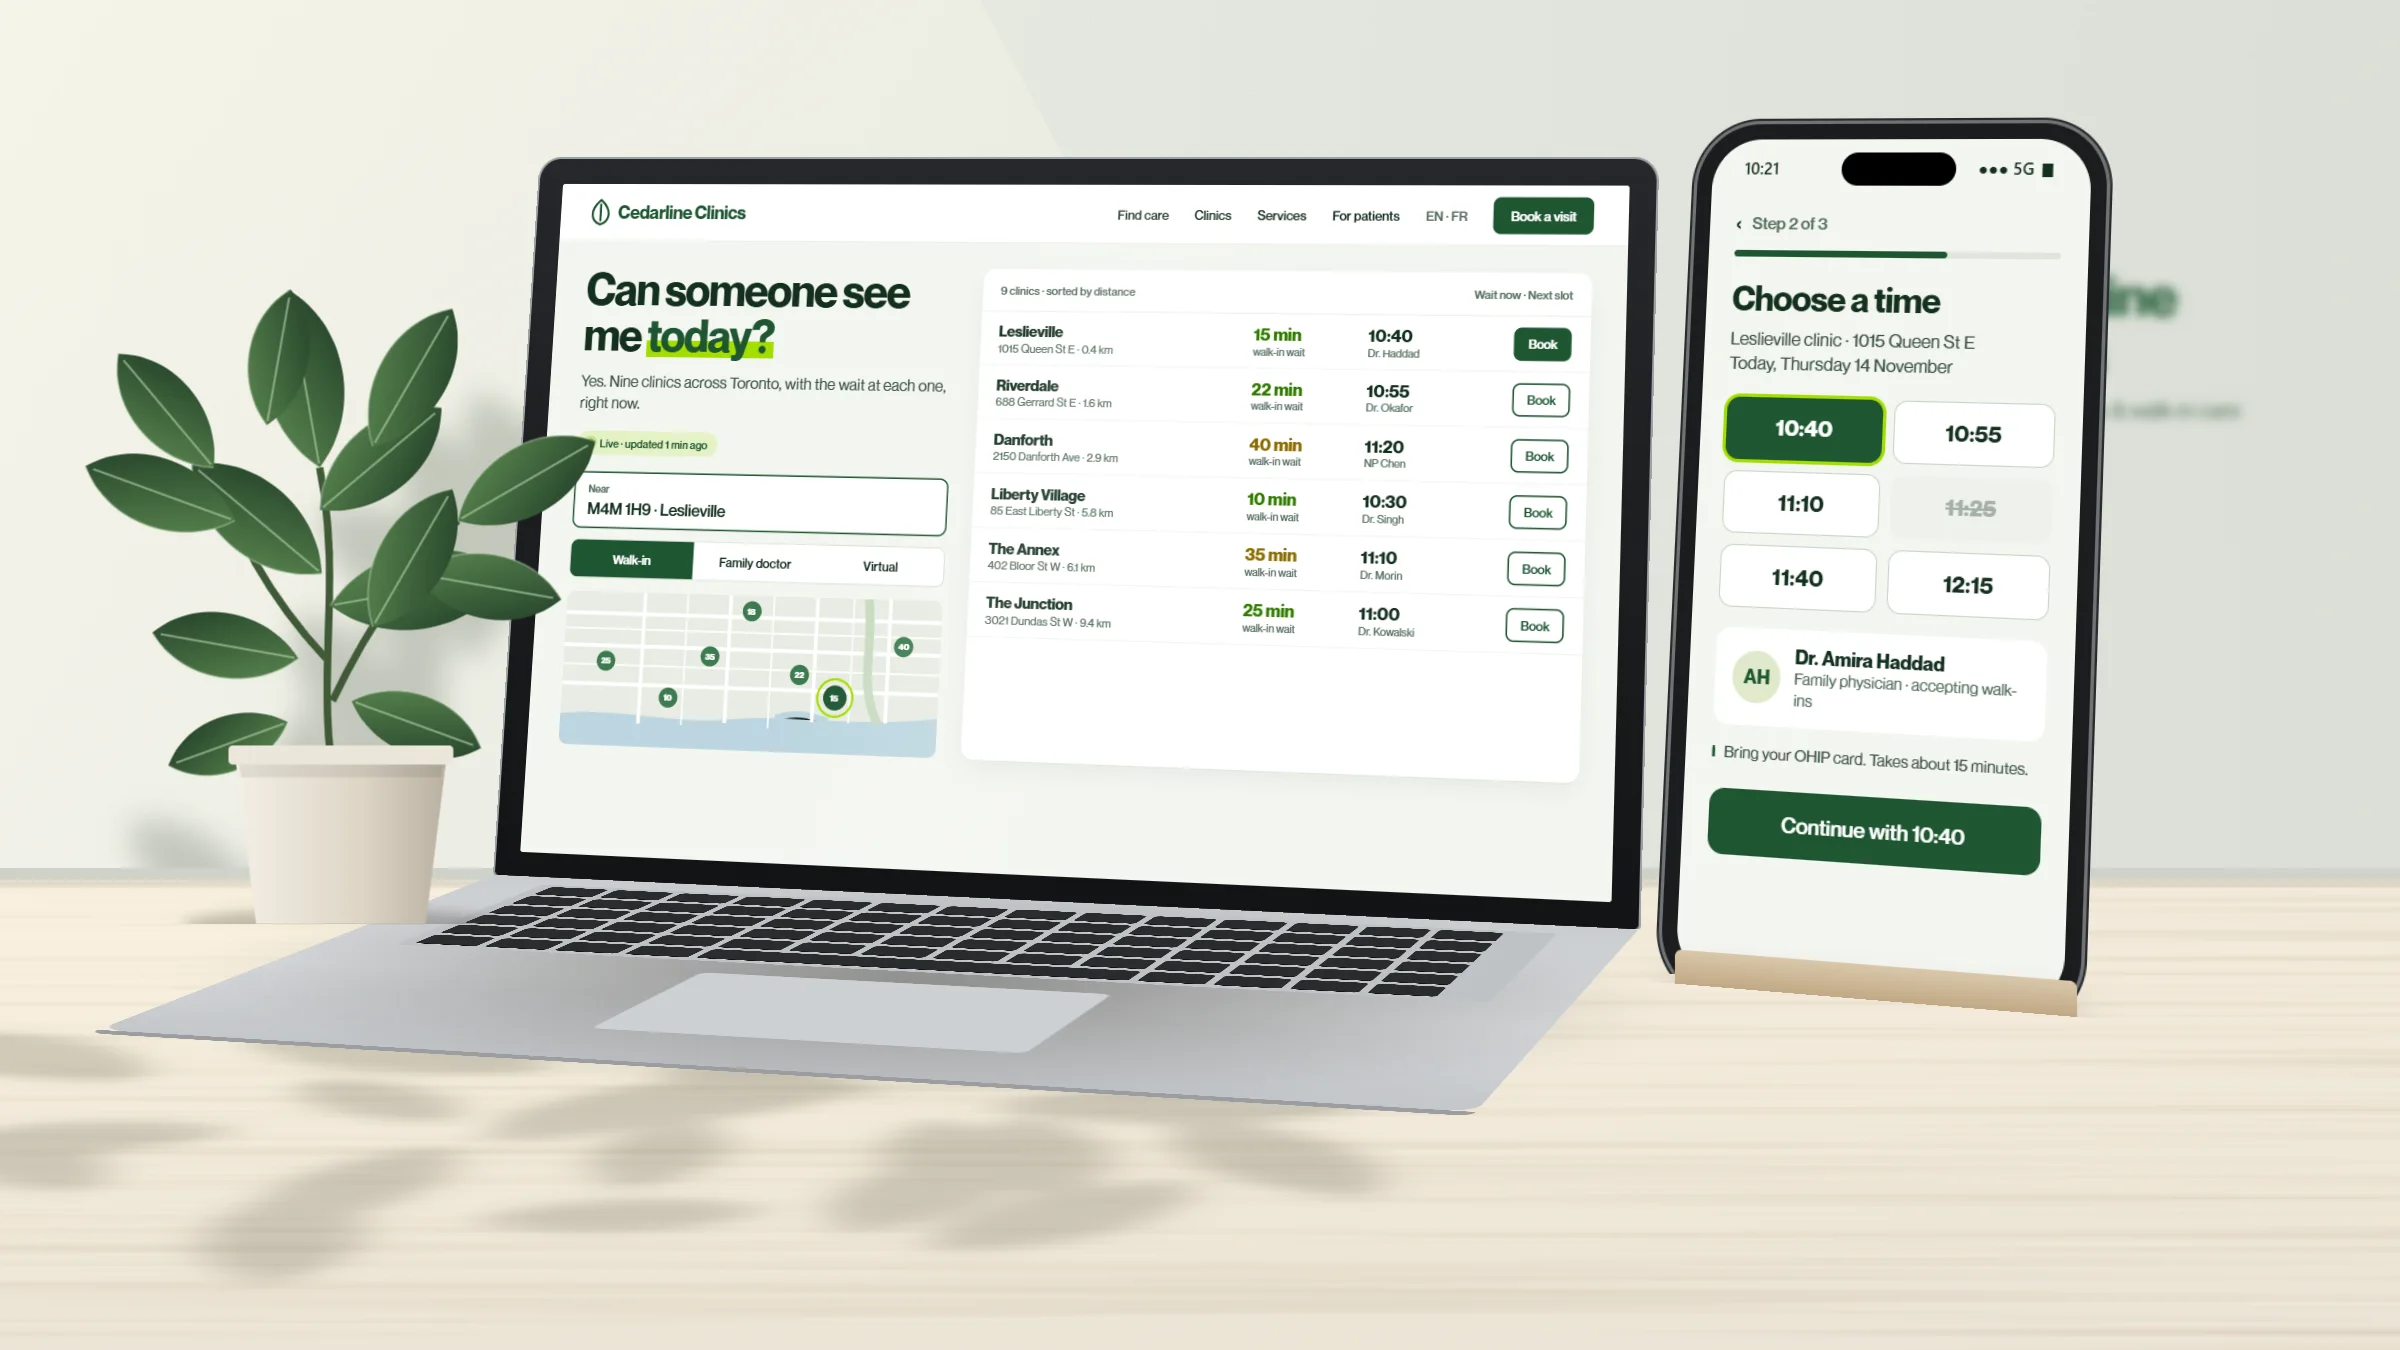 Cedarline Clinics
Find care
Clinics
Services
For patients
EN · FR
Book a visit
Can someone see
me today?
Yes. Nine clinics across Toronto, with the wait at each one,
right now.
Live · updated 1 min ago
Near
M4M 1H9 · Leslieville
Walk-in
Family doctor
Virtual
18
40
25
35
22
10
15
9 clinics · sorted by distance
Wait now · Next slot
Leslieville
1015 Queen St E · 0.4 km
15 min
walk-in wait
10:40
Dr. Haddad
Book
Riverdale
688 Gerrard St E · 1.6 km
22 min
walk-in wait
10:55
Dr. Okafor
Book
Danforth
2150 Danforth Ave · 2.9 km
40 min
walk-in wait
11:20
NP Chen
Book
Liberty Village
85 East Liberty St · 5.8 km
10 min
walk-in wait
10:30
Dr. Singh
Book
The Annex
402 Bloor St W · 6.1 km
35 min
walk-in wait
11:10
Dr. Morin
Book
The Junction
3021 Dundas St W · 9.4 km
25 min
walk-in wait
11:00
Dr. Kowalski
Book
10:21
5G
‹ Step 2 of 3
Choose a time
Leslieville clinic · 1015 Queen St E
Today, Thursday 14 November
10:40
10:55
11:10
11:25
11:40
12:15
AH
Dr. Amira Haddad
Family physician · accepting walk-
ins
Bring your OHIP card. Takes about 15 minutes.
Continue with 10:40
ine
& walk-in care